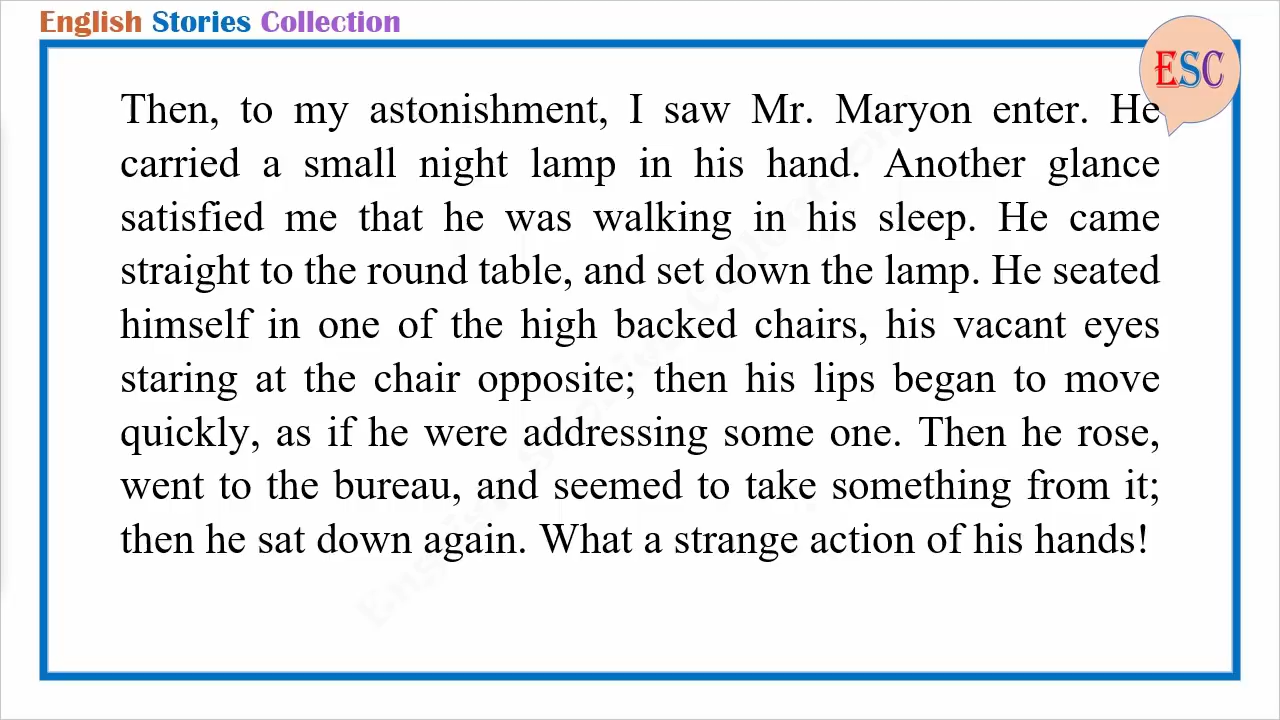 English Stories Collection
ESC
Then, to my astonishment, I saw Mr. Maryon enter. He
carried a small night lamp in his hand. Another glance
satisfied me that he was walking in his sleep. He came
straight to the round table, and set down the lamp. He seated
himself in one of the high backed chairs, his vacant eyes
staring at the chair opposite; then his lips began to move
quickly, as if he were addressing some one. Then he rose,
went to the bureau, and seemed to take something from it;
then he sat down again. What a strange action of his hands!
English Stories Collection